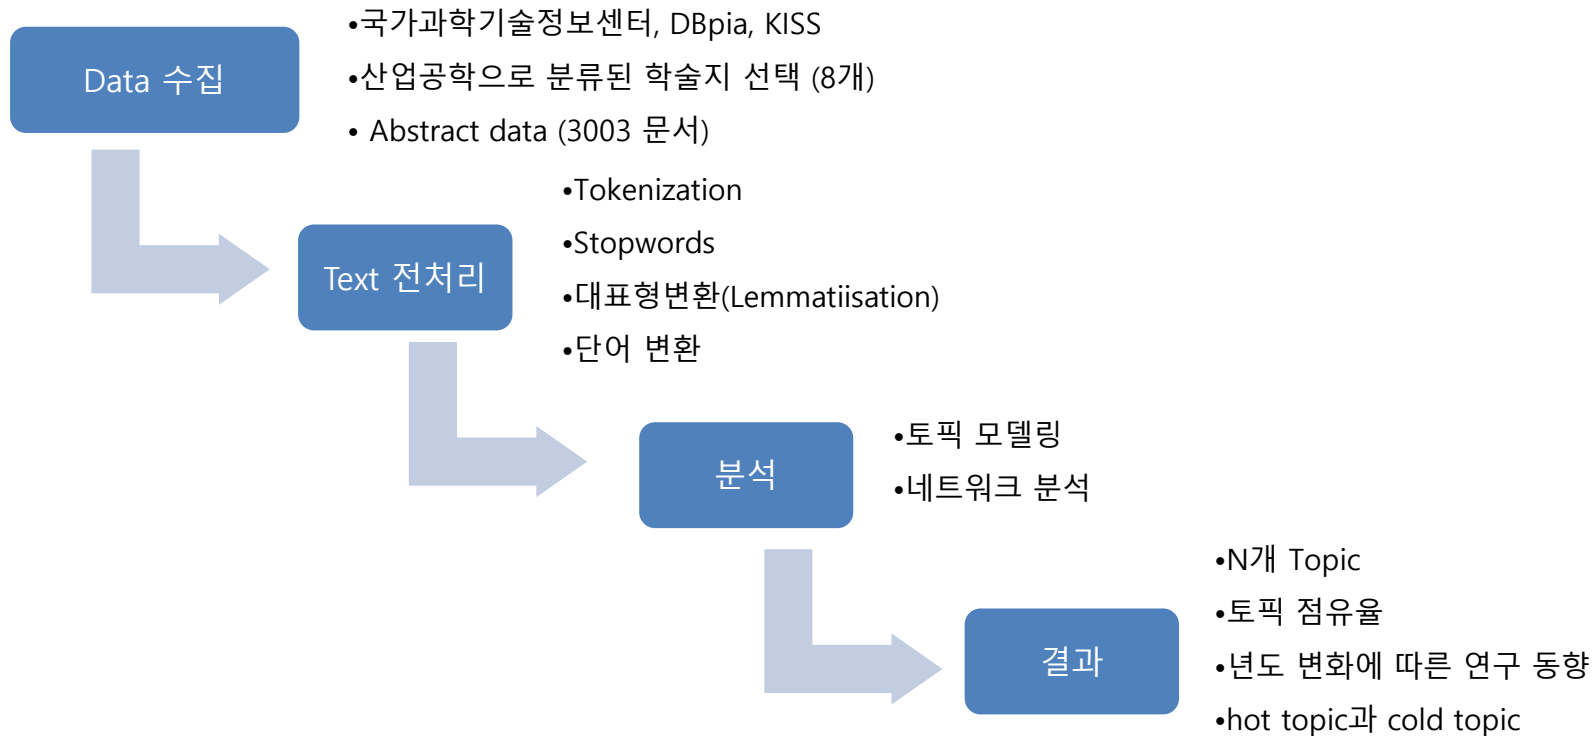 Data 수집
•국가과학기술정보센터, DBpia, KISS
•산업공학으로 분류된 학술지 선택 (8개)
• Abstract data (3003 문서)
Text 전처리
•Tokenization
•Stopwords
•대표형변환(Lemmatiisation)
•단어 변환
분석
•토픽 모델링
•네트워크 분석
결과
•N개 Topic
•토픽 점유율
•년도 변화에 따른 연구 동향
•hot topic과 cold topic